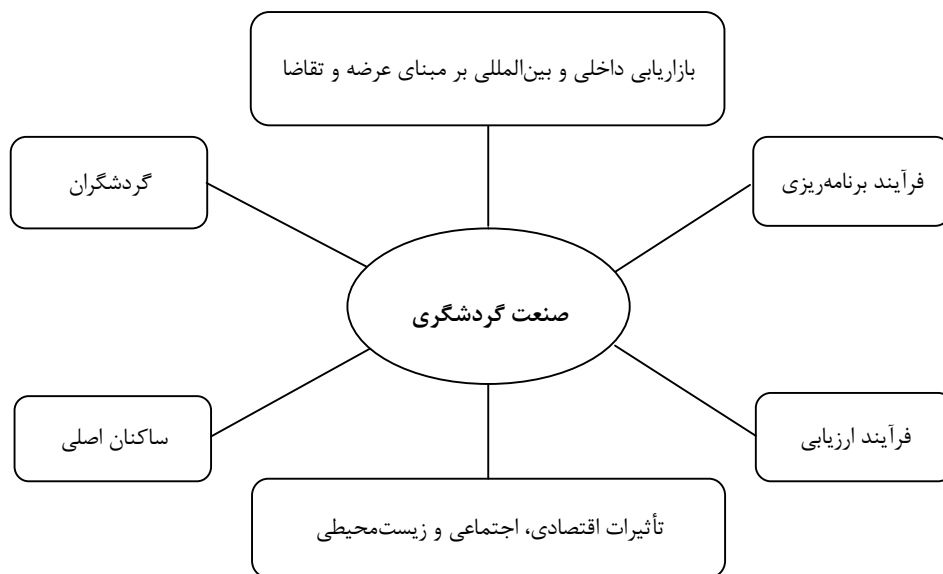 بازاریابی داخلی و بین‌المللی بر مبنای عرضه و تقاضا
فرآیند برنامه‌ریزی
گردشگران
صنعت گردشگری
فرآیند ارزیابی
ساکنان اصلی
تأثیرات اقتصادی، اجتماعی و زیست‌محیطی